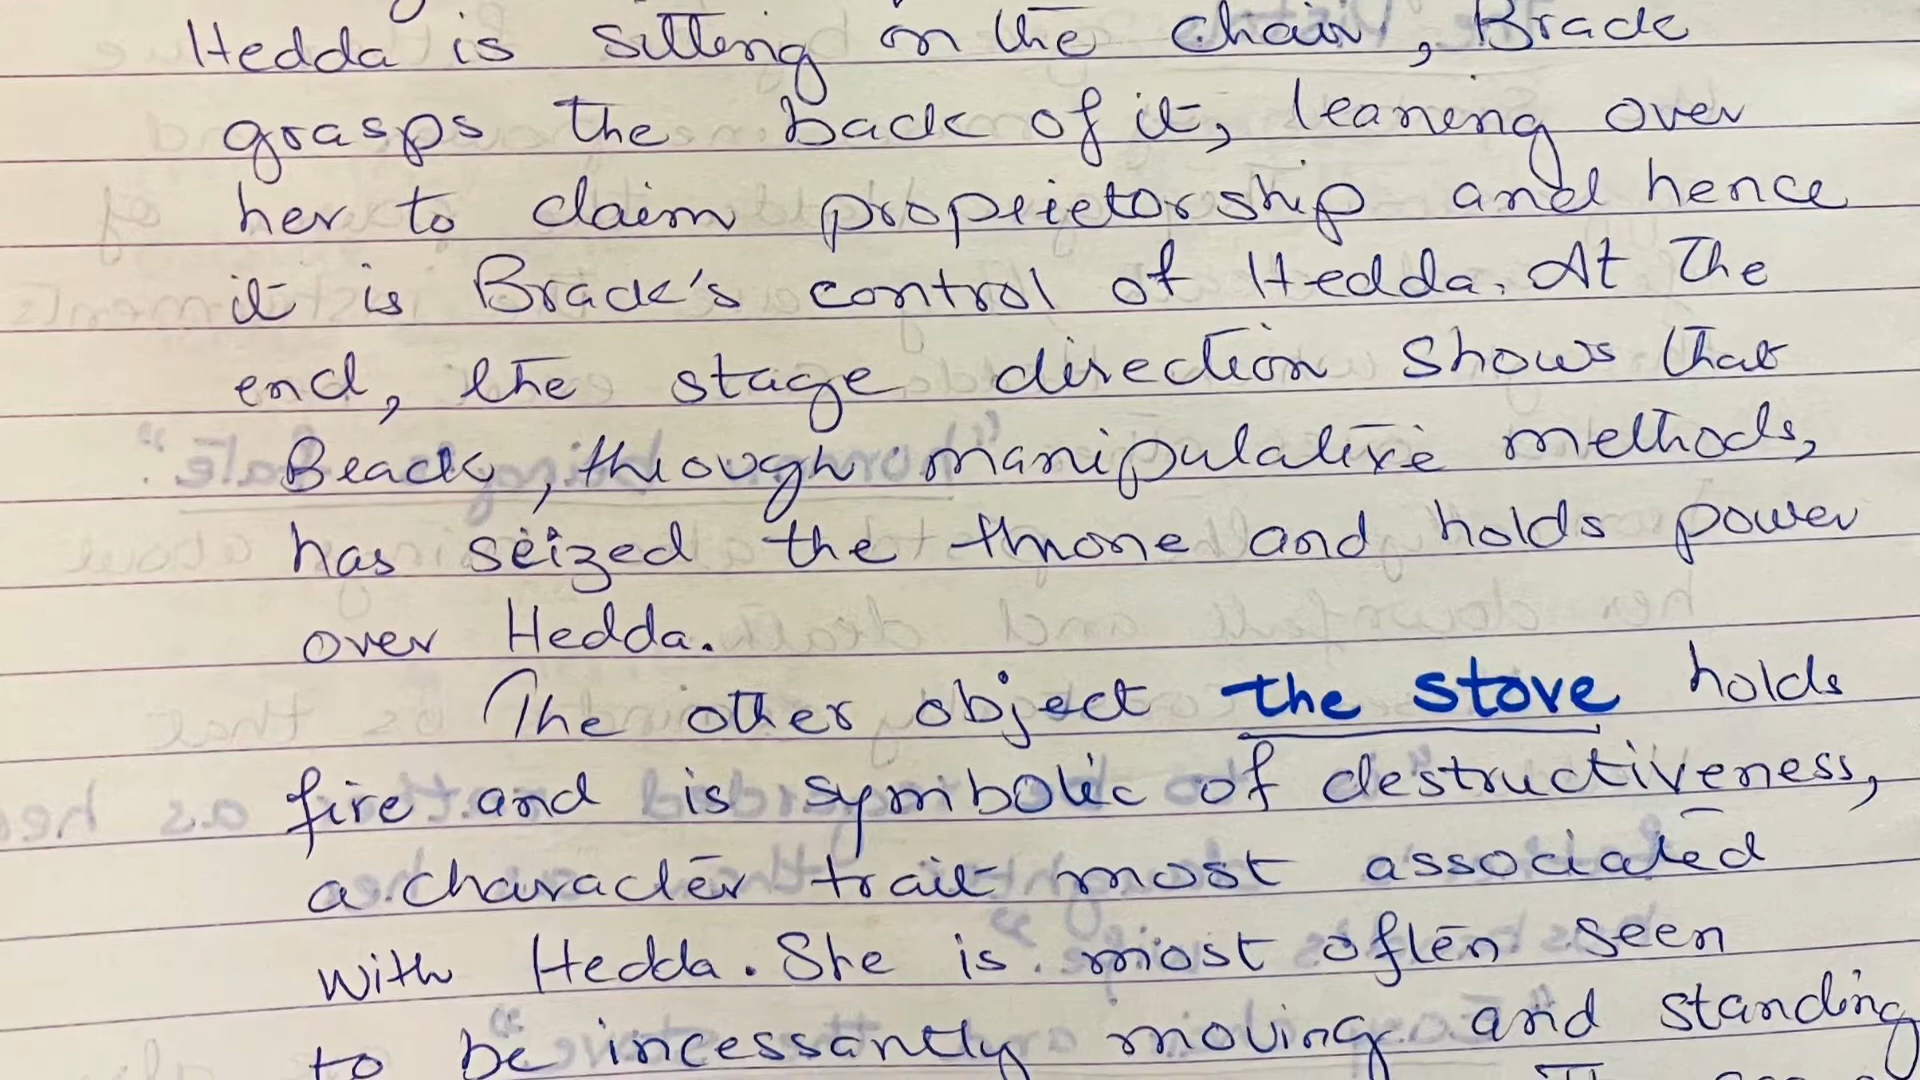 Hedda is sitting on the chair, Brack
grasps the back of it, leaning over
her to claim proprietorship and hence
it is Brack's control of Hedda. At the
end, the stage direction shows that
Brack, through manipulative methods,
has seized the throne and holds power
over Hedda.
The other object the stove holds
fire and is symbolic of destructiveness,
a character trait most associated
with Hedda. She is most often seen
to be incessantly moving and standing